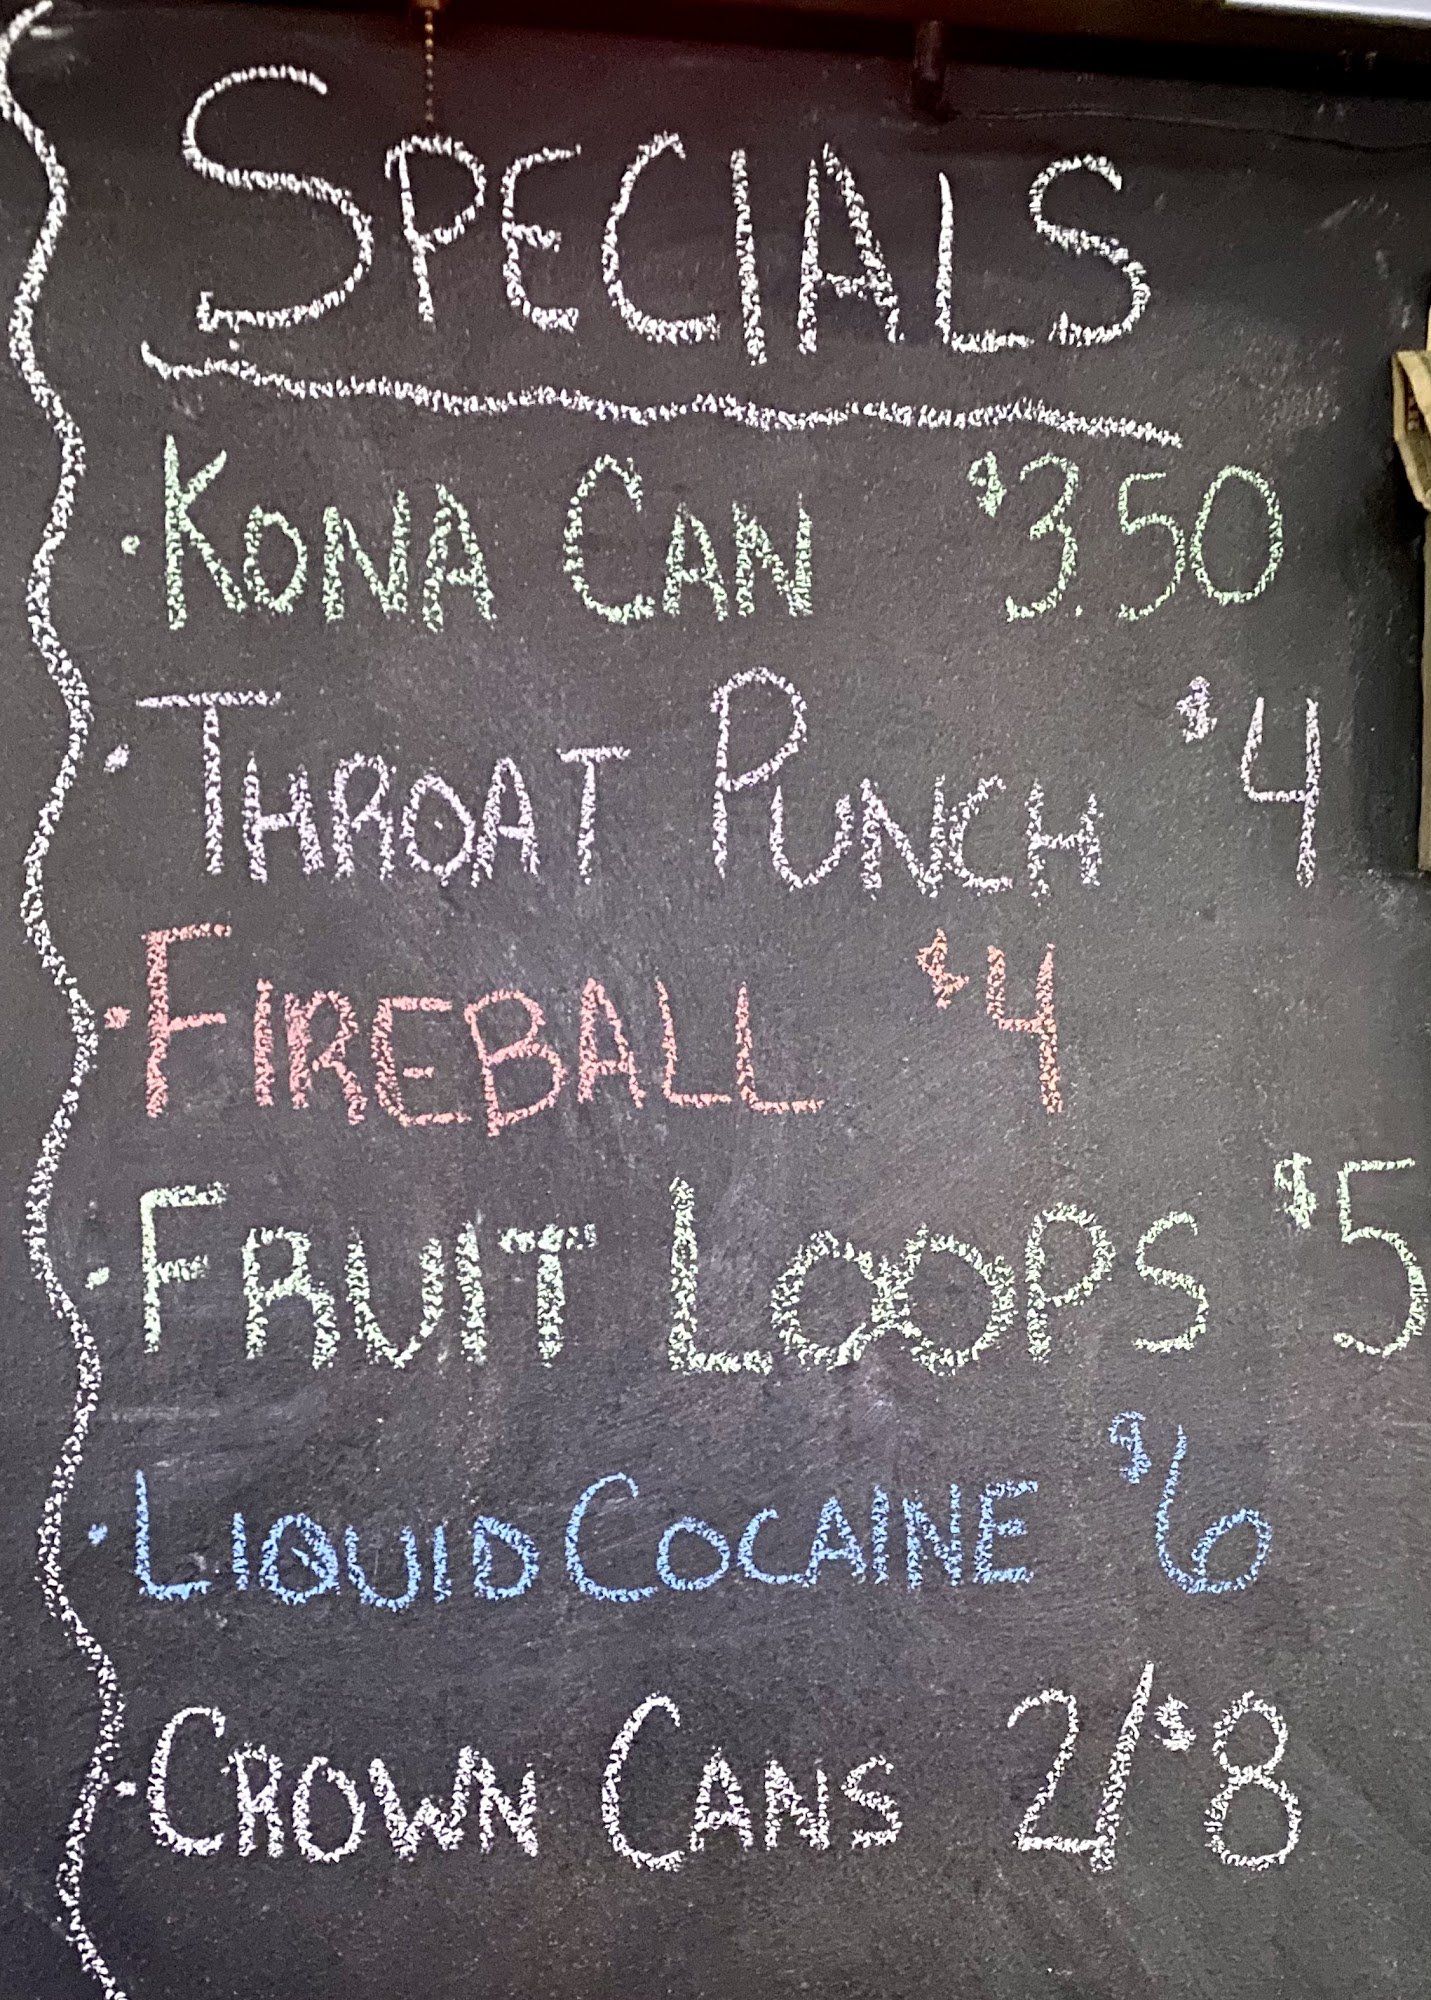 SPECIALS
· KONA CAN $3.50
· THROAT PUNCH $4
· FIREBALL $4
· FRUIT LOOPS $5
· LIQUID COCAINE $6
· CROWN CANS 2/$8